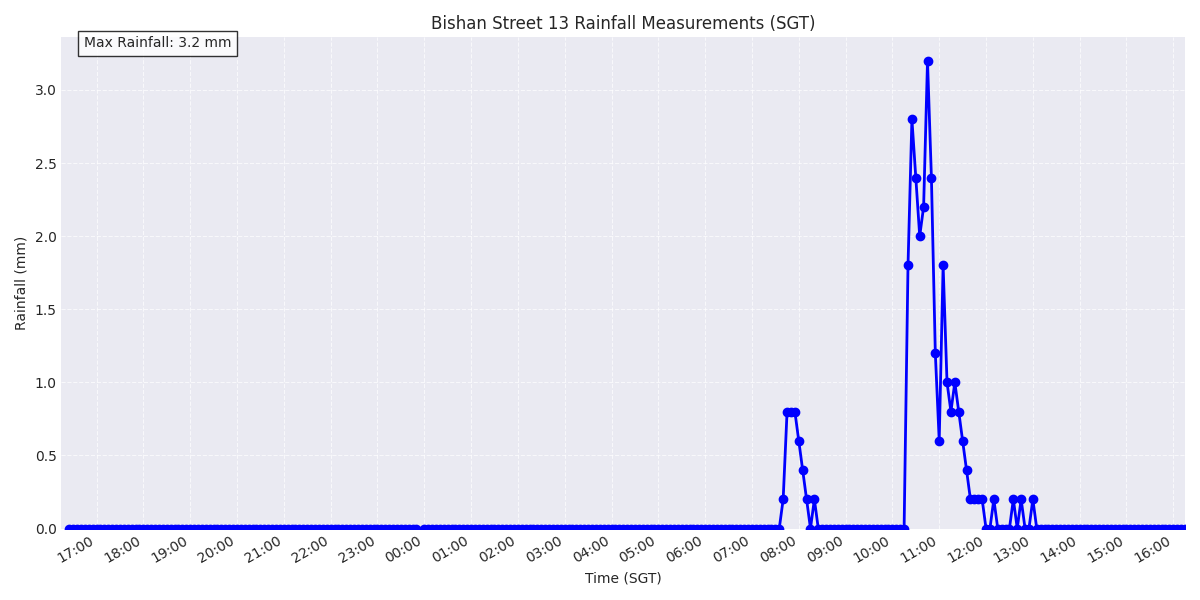 Bishan Street 13 Rainfall Measurements (SGT)
Max Rainfall: 3.2 mm
3.0
2.5
2.0
1.5
1.0
0.5
0.0
Rainfall (mm)
17:00 18:00 19:00 20:00 21:00 22:00 23:00 00:00 01:00 02:00 03:00 04:00 05:00 06:00 07:00 08:00 09:00 10:00 11:00 12:00 13:00 14:00 15:00 16:00
Time (SGT)